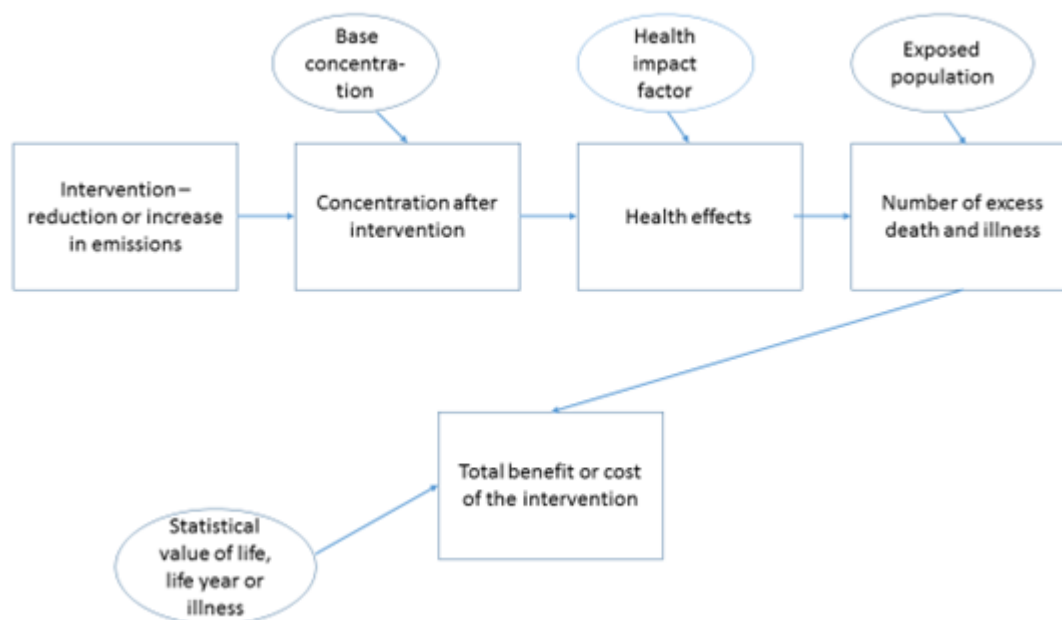 Base
concentra-
tion
Health
impact
factor
Exposed
population
Intervention –
reduction or increase
in emissions
Concentration after
intervention
Health effects
Number of excess
death and illness
Total benefit or cost
of the intervention
Statistical
value of life,
life year or
illness